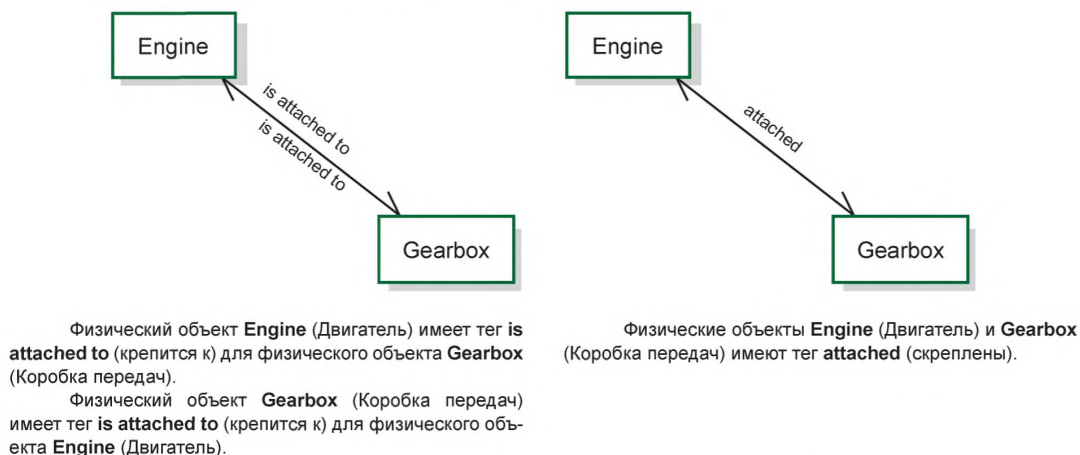 Engine
is attached to
is attached to
Gearbox
Физический объект Engine (Двигатель) имеет тег is
attached to (крепится к) для физического объекта Gearbox
(Коробка передач).
Физический объект Gearbox (Коробка передач)
имеет тег is attached to (крепится к) для физического объ-
екта Engine (Двигатель).
Engine
attached
Gearbox
Физические объекты Engine (Двигатель) и Gearbox
(Коробка передач) имеют тег attached (скреплены).